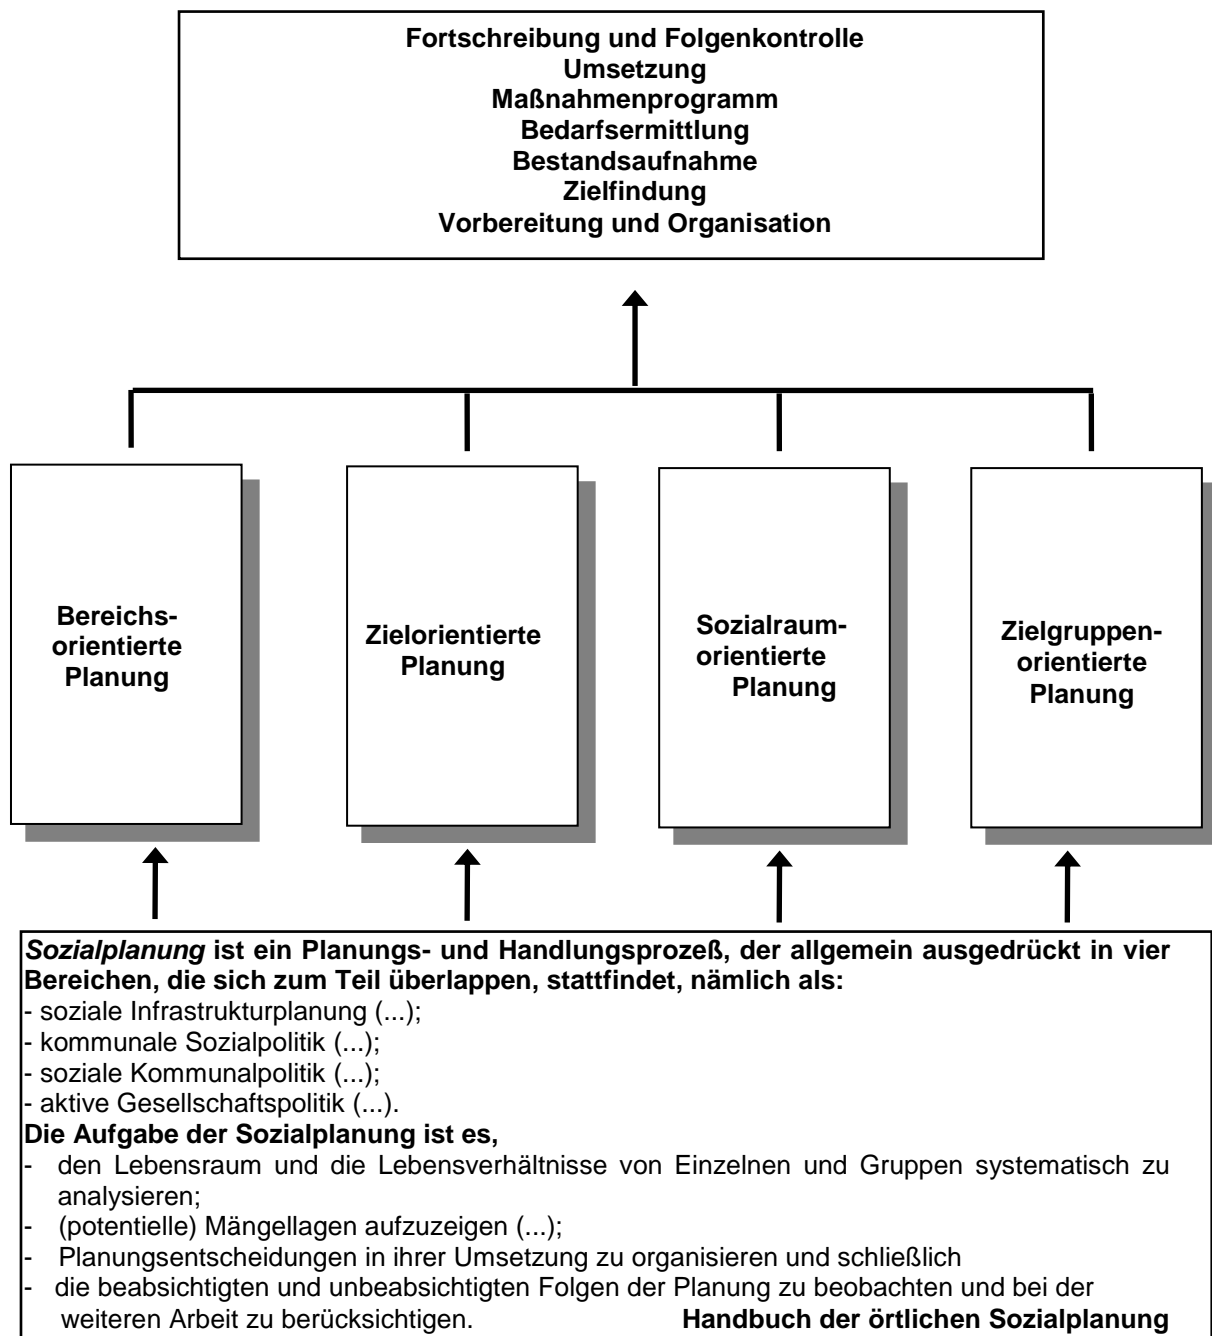 Fortschreibung und Folgenkontrolle
Umsetzung
Maßnahmenprogramm
Bedarfsermittlung
Bestandsaufnahme
Zielfindung
Vorbereitung und Organisation
Bereichs-
orientierte
Planung
Zielorientierte
Planung
Sozialraum-
orientierte
Planung
Zielgruppen-
orientierte
Planung
Sozialplanung ist ein Planungs- und Handlungsprozeß, der allgemein ausgedrückt in vier
Bereichen, die sich zum Teil überlappen, stattfindet, nämlich als:
- soziale Infrastrukturplanung (...);
- kommunale Sozialpolitik (...);
- soziale Kommunalpolitik (...);
- aktive Gesellschaftspolitik (...).
Die Aufgabe der Sozialplanung ist es,
- den Lebensraum und die Lebensverhältnisse von Einzelnen und Gruppen systematisch zu
analysieren;
- (potentielle) Mängellagen aufzuzeigen (...);
- Planungsentscheidungen in ihrer Umsetzung zu organisieren und schließlich
- die beabsichtigten und unbeabsichtigten Folgen der Planung zu beobachten und bei der
weiteren Arbeit zu berücksichtigen. Handbuch der örtlichen Sozialplanung